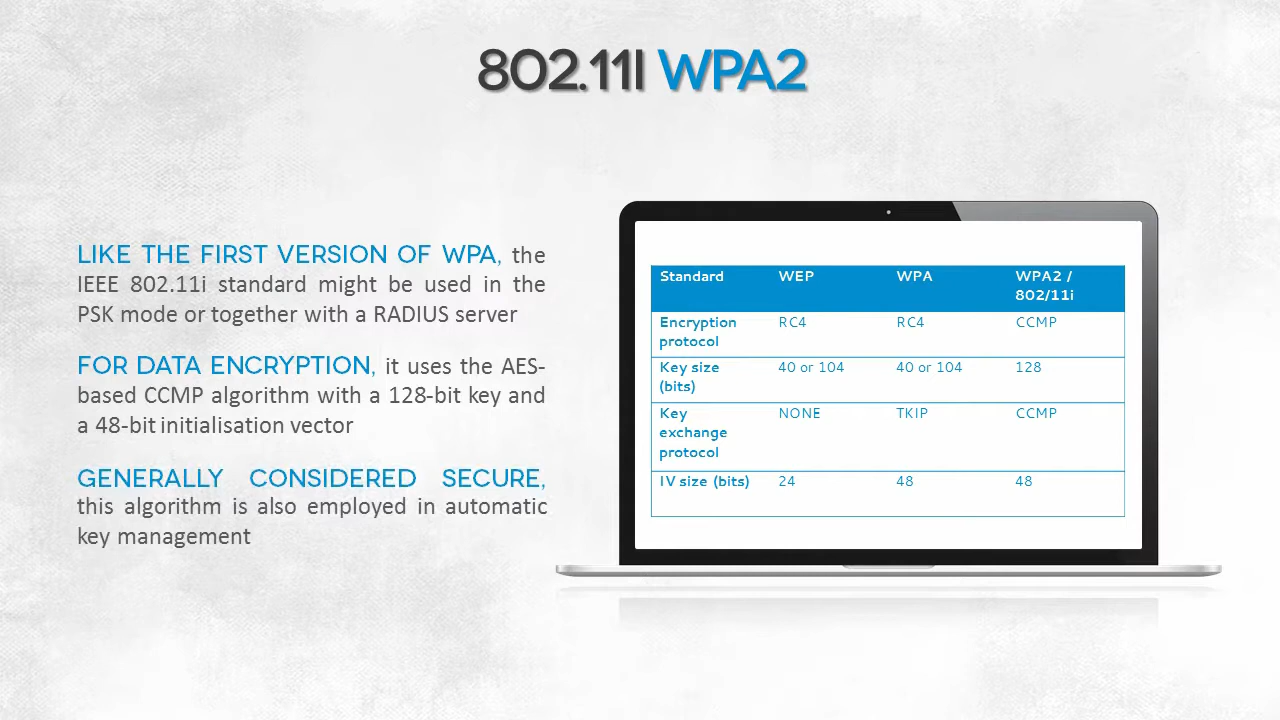 802.11I WPA2
LIKE THE FIRST VERSION OF WPA, the
IEEE 802.11i standard might be used in the
PSK mode or together with a RADIUS server
FOR DATA ENCRYPTION, it uses the AES-
based CCMP algorithm with a 128-bit key and
a 48-bit initialisation vector
GENERALLY CONSIDERED SECURE,
this algorithm is also employed in automatic
key management
Standard WEP WPA WPA2 /
802/11i
Encryption RC4 RC4 CCMP
protocol
Key size 40 or 104 40 or 104 128
(bits)
Key NONE TKIP CCMP
exchange
protocol
IV size (bits) 24 48 48